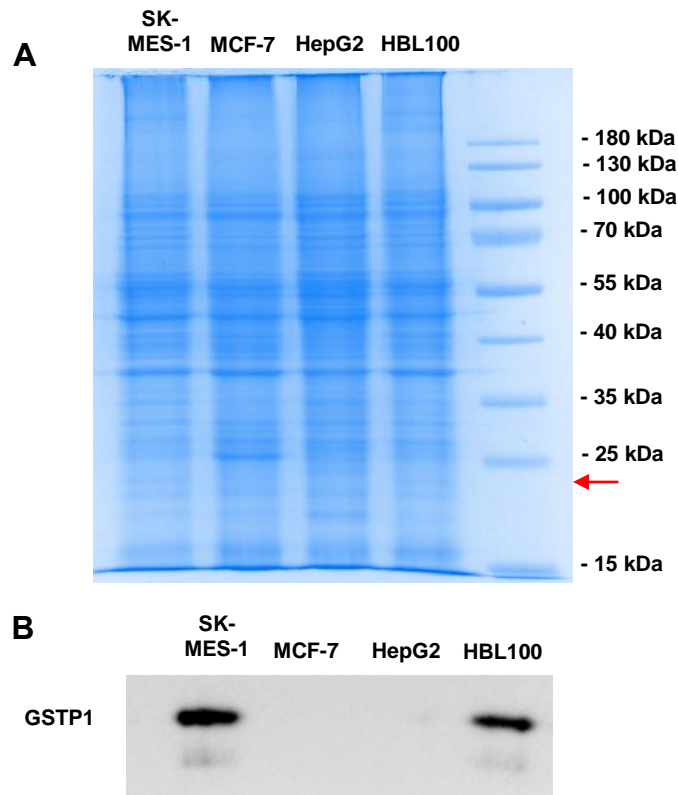 A
SK-
MES-1 MCF-7 HepG2 HBL100
- 180 kDa
- 130 kDa
- 100 kDa
- 70 kDa
- 55 kDa
- 40 kDa
- 35 kDa
- 25 kDa
- 15 kDa
B
SK-
MES-1 MCF-7 HepG2 HBL100
GSTP1